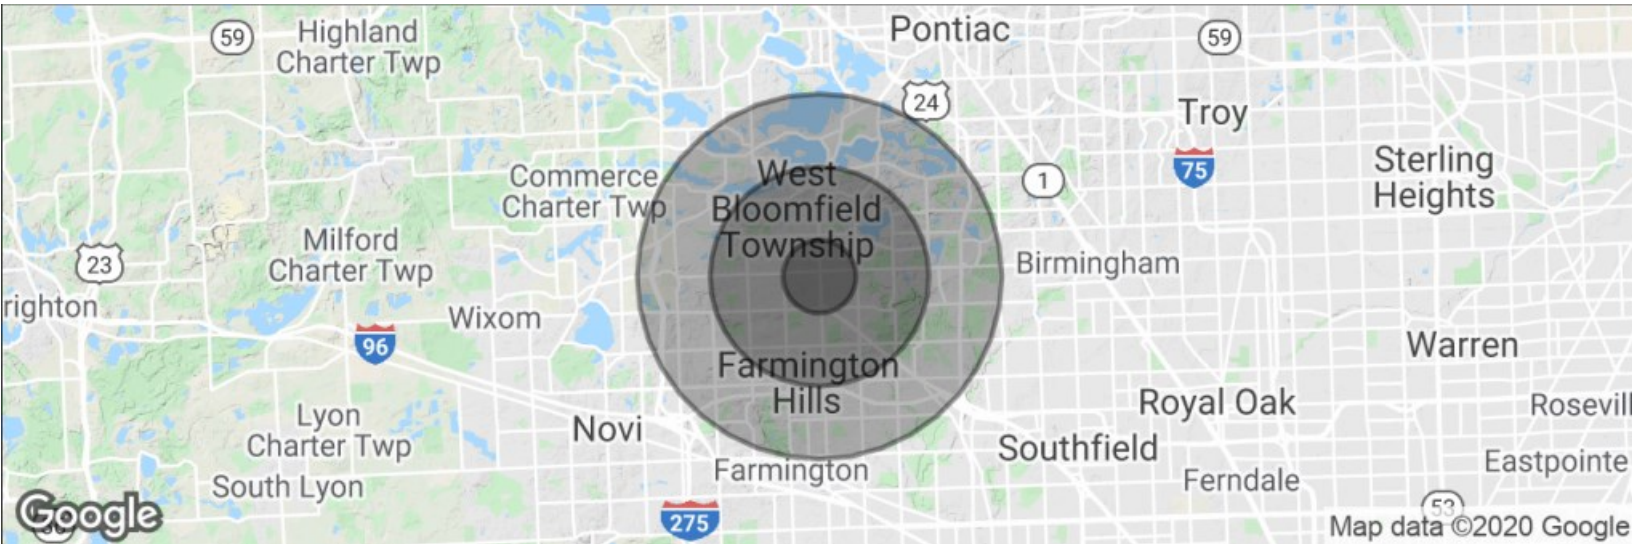 Pontiac
59
Highland
Charter Twp
59
24
Troy
75
Sterling
Heights
1
West
Bloomfield
Township
Commerce
Charter Twp
Milford
Charter Twp
23
Birmingham
righton
Wixom
96
Warren
Farmington
Hills
Royal Oak
Rosevill
Lyon
Charter Twp
Novi
Southfield
Farmington
Eastpointe
South Lyon
Ferndale
Google
275
53
Map data ©2020 Google